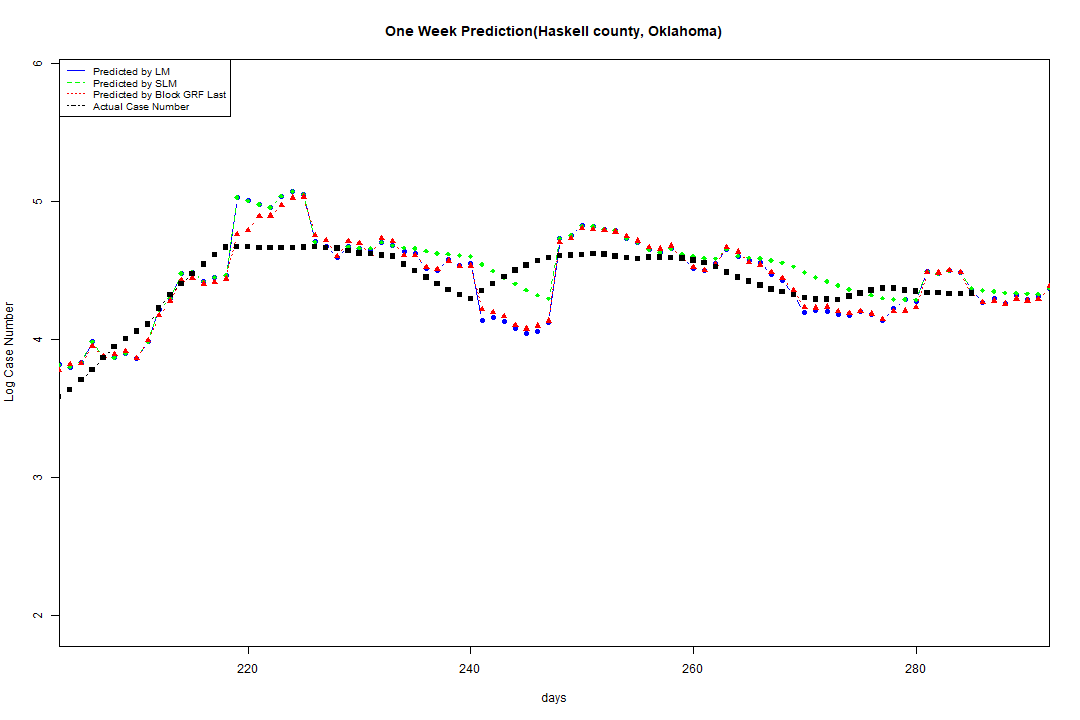 One Week Prediction(Haskell county, Oklahoma)
6
Predicted by LM
Predicted by SLM
Predicted by Block GRF Last
Actual Case Number
5
4
3
2
Log Case Number
220
240
260
280
days